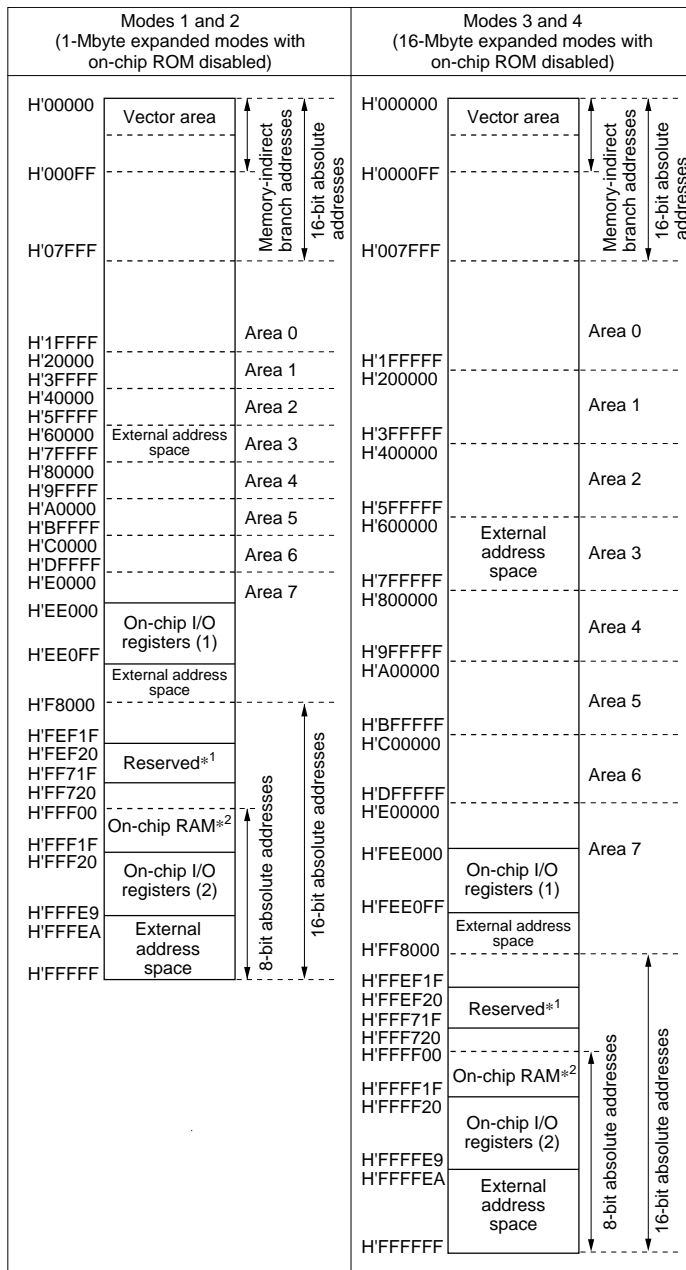 Modes 1 and 2
(1-Mbyte expanded modes with
on-chip ROM disabled)
H'00000
Vector area
H'000FF
Memory-indirect
branch addresses
16-bit absolute
addresses
H'07FFF
H'1FFFF
Area 0
H'20000
H'3FFFF
Area 1
H'40000
H'5FFFF
Area 2
H'60000
External address
space
H'7FFFF
Area 3
H'80000
H'9FFFF
Area 4
H'A0000
H'BFFFF
Area 5
H'C0000
H'DFFFF
Area 6
H'E0000
Area 7
H'EE000
On-chip I/O
registers (1)
H'EE0FF
External address
space
H'F8000
H'FEF1F
H'FEF20
Reserved*1
H'FF71F
H'FF720
H'FFF00
On-chip RAM*2
H'FFF1F
H'FFF20
On-chip I/O
registers (2)
H'FFFE9
H'FFFEA
External
address
space
H'FFFFF
8-bit absolute addresses
16-bit absolute addresses
Modes 3 and 4
(16-Mbyte expanded modes with
on-chip ROM disabled)
H'000000
Vector area
H'0000FF
Memory-indirect
branch addresses
16-bit absolute
addresses
H'007FFF
Area 0
H'1FFFFF
H'200000
Area 1
H'3FFFFF
H'400000
Area 2
H'5FFFFF
H'600000
External
address
space
Area 3
H'7FFFFF
H'800000
Area 4
H'9FFFFF
H'A00000
Area 5
H'BFFFFF
H'C00000
Area 6
H'DFFFFF
H'E00000
Area 7
H'FEE000
On-chip I/O
registers (1)
H'FEE0FF
External address
space
H'FF8000
H'FFEF1F
H'FFEF20
Reserved*1
H'FFF71F
H'FFF720
H'FFFF00
On-chip RAM*2
H'FFFF1F
H'FFFF20
On-chip I/O
registers (2)
H'FFFFE9
H'FFFFEA
External
address
space
H'FFFFFF
8-bit absolute addresses
16-bit absolute addresses